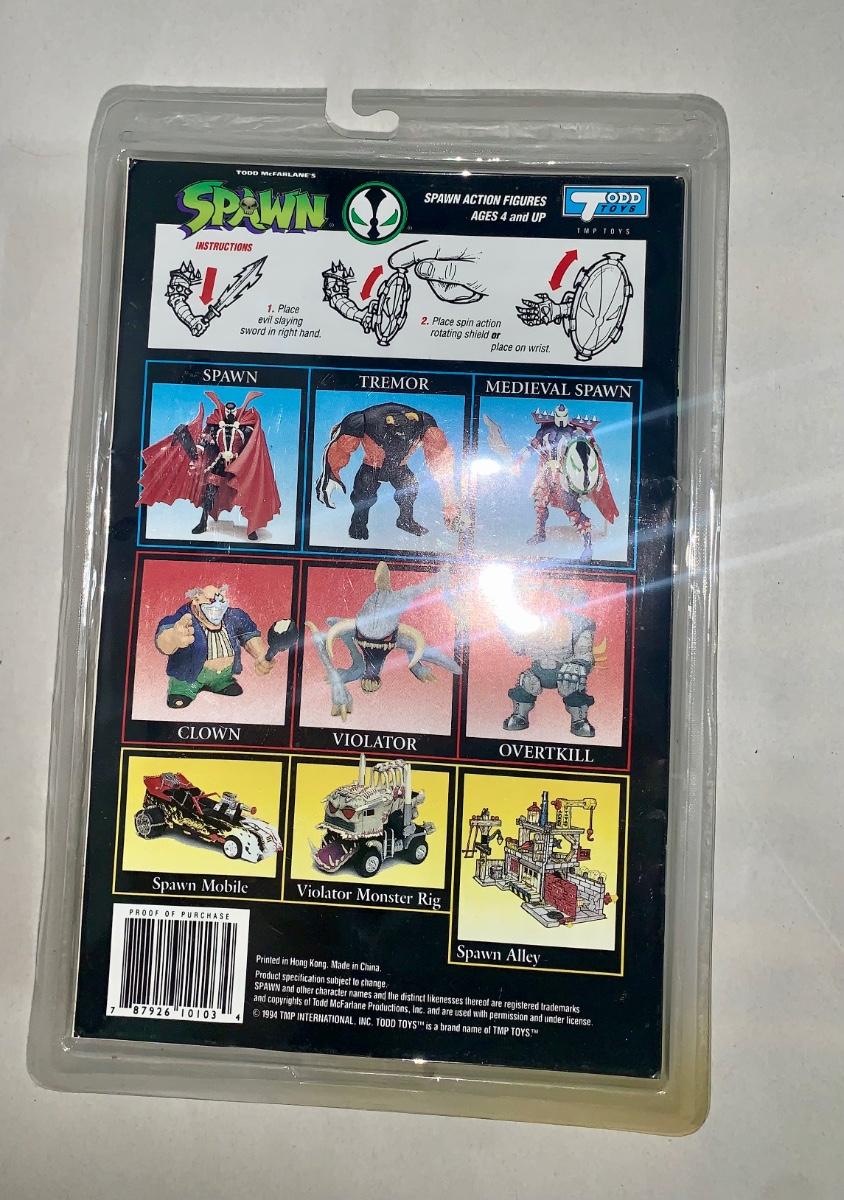 TODD McFARLANE'S
SPAWN
SPAWN ACTION FIGURES
AGES 4 and UP
TODD
TOYS
TMP TOYS
INSTRUCTIONS
1. Place
evil slaying
sword in right hand.
2. Place spin action
rotating shield or
place on wrist.
SPAWN
TREMOR
MEDIEVAL SPAWN
CLOWN
VIOLATOR
OVERTKILL
Spawn Mobile
Violator Monster Rig
Spawn Alley
PROOF OF PURCHASE
7 87926 10103 4
Printed in Hong Kong. Made in China.
Product specification subject to change.
SPAWN and other character names and the distinct likenesses thereof are registered trademarks
and copyrights of Todd McFarlane Productions, Inc. and are used with permission and under license.
© 1994 TMP INTERNATIONAL, INC. TODD TOYS™ is a brand name of TMP TOYS.™